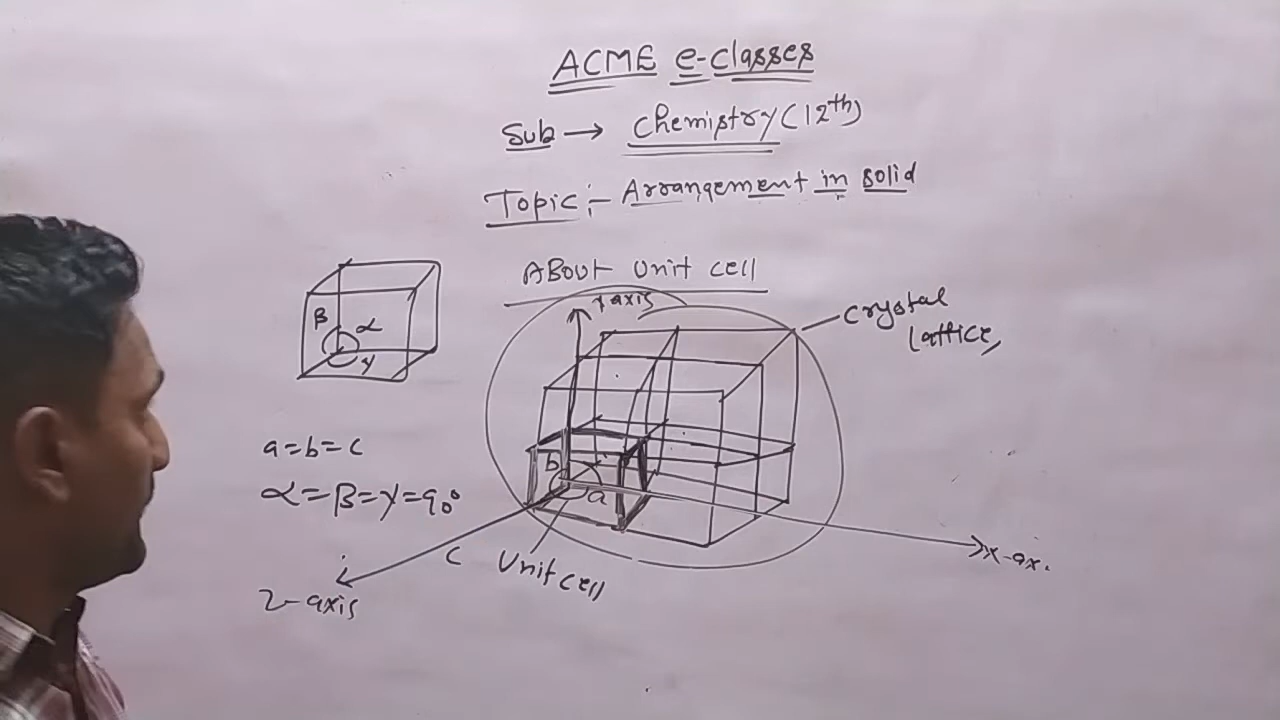 ACME e-classes
Sub → Chemistry (12th)
Topic :- Arrangement in solid
ABout Unit cell
Y axis
crystal
lattice,
β α
γ
a=b=c
α=β=γ=90°
b
a
c
Unit cell
X-ax.
Z-axis